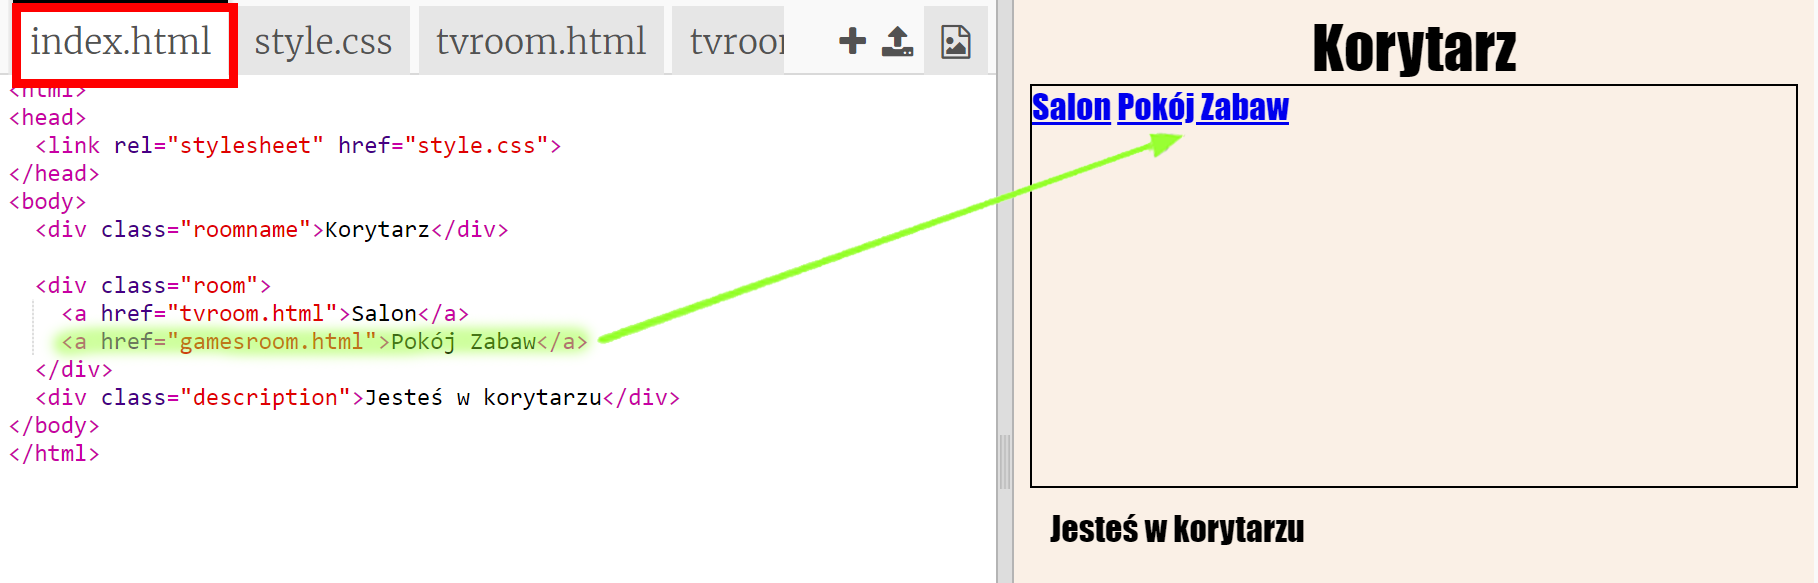 index.html style.css tvroom.html tvroor
<html>
<head>
<link rel="stylesheet" href="style.css">
</head>
<body>
<div class="roomname">Korytarz</div>
<div class="room">
<a href="tvroom.html">Salon</a>
<a href="gamesroom.html">Pokój Zabaw</a>
</div>
<div class="description">Jesteś w korytarzu</div>
</body>
</html>
Korytarz
Salon Pokój Zabaw
Jesteś w korytarzu